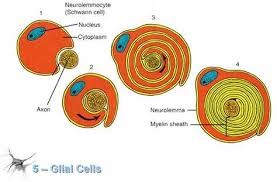 Neurolemmocyte
(Schwann cell)
1
Nucleus
Cytoplasm
Axon
2
3
4
Neurolemma
Myelin sheath
5 – Glial Cells